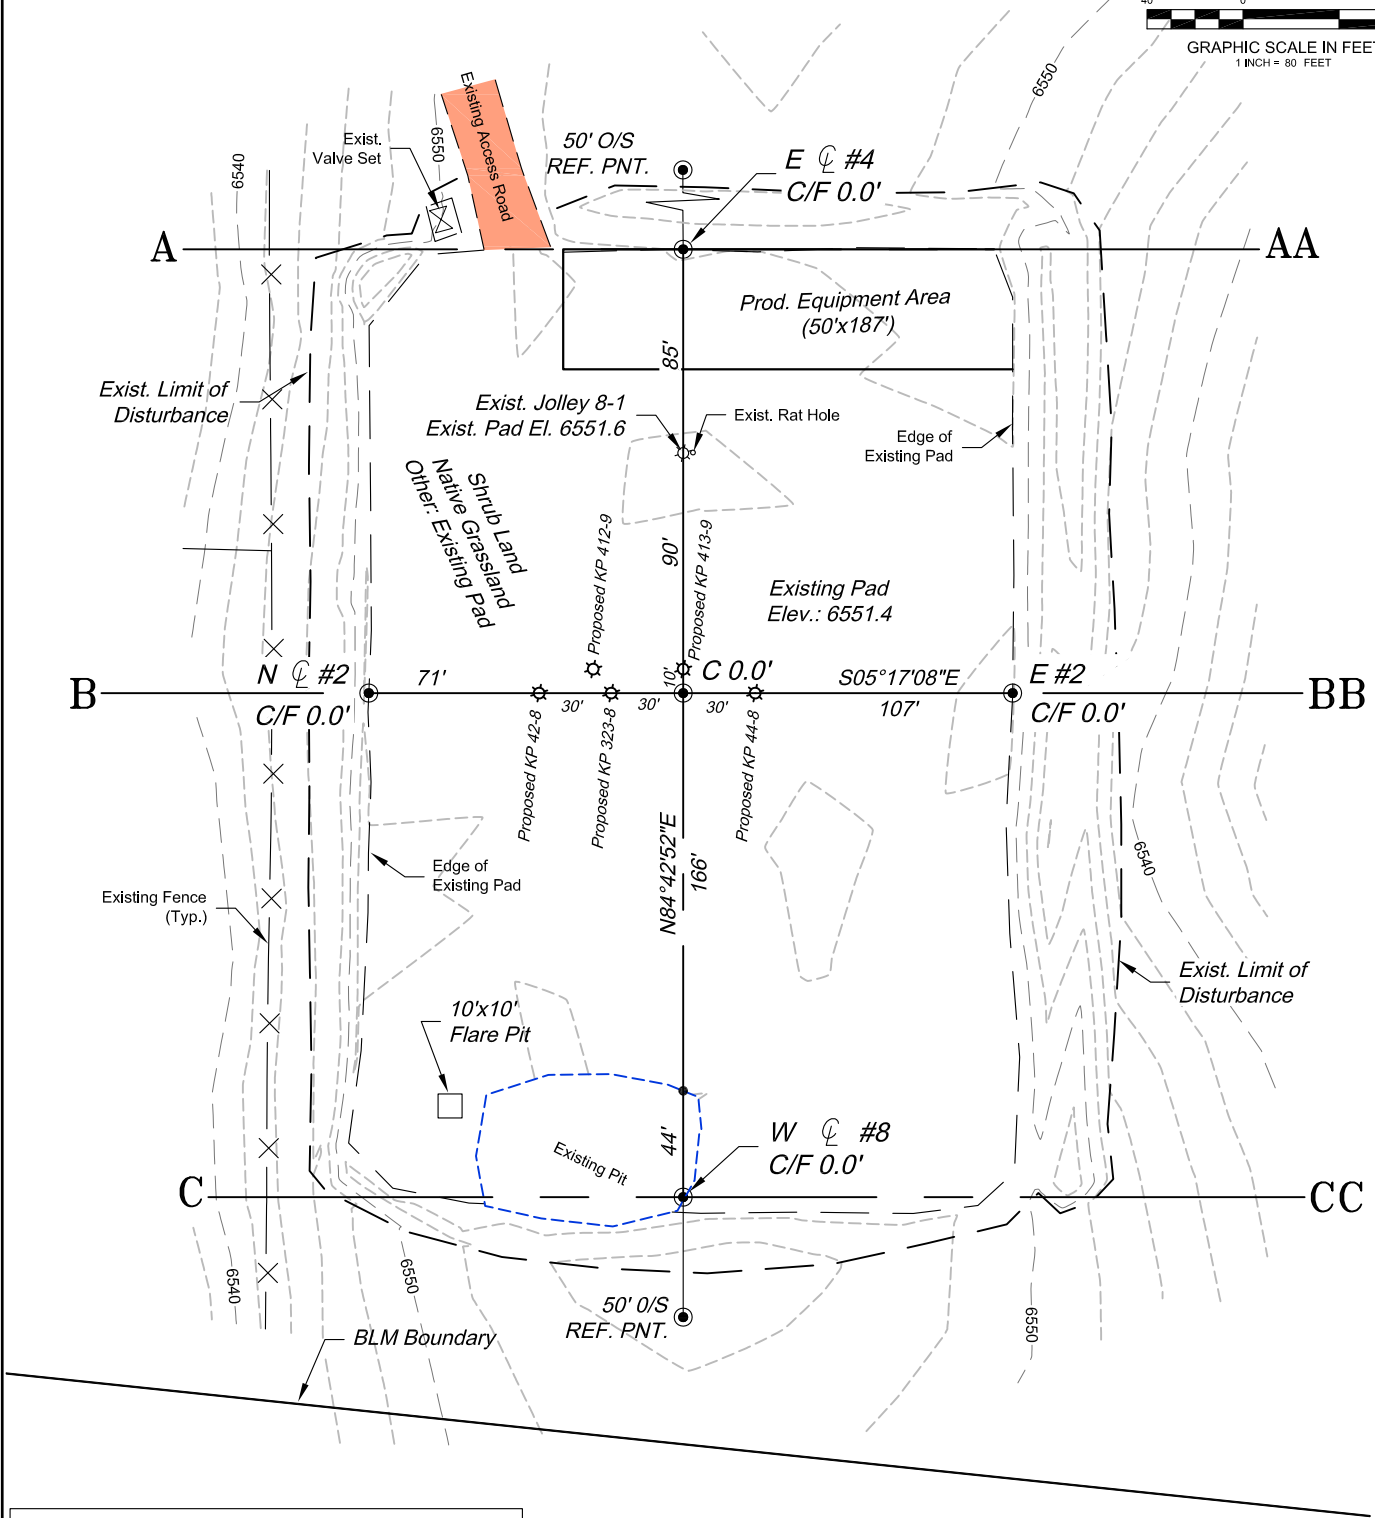 40
0
GRAPHIC SCALE IN FEET
1 INCH = 80 FEET
6550
Existing Access Road
6550
Exist.
Valve Set
50' O/S
REF. PNT.
E ℄ #4
C/F 0.0'
6540
A
AA
Prod. Equipment Area
(50'x187')
85'
Exist. Limit of
Disturbance
Exist. Jolley 8-1
Exist. Pad El. 6551.6
Exist. Rat Hole
Edge of
Existing Pad
Shrub Land
Native Grassland
Other: Existing Pad
Proposed KP 412-9
90'
Proposed KP 413-9
Existing Pad
Elev.: 6551.4
N ℄ #2
C/F 0.0'
71'
10'
C 0.0'
S05°17'08"E
107'
E #2
C/F 0.0'
B
BB
30'
30'
30'
Proposed KP 42-8
Proposed KP 323-8
Proposed KP 44-8
N84°42'52"E
166'
6540
Edge of
Existing Pad
Existing Fence
(Typ.)
Exist. Limit of
Disturbance
10'x10'
Flare Pit
44'
W ℄ #8
C/F 0.0'
Existing Pit
C
CC
6540
6550
50' 0/S
REF. PNT.
6550
BLM Boundary